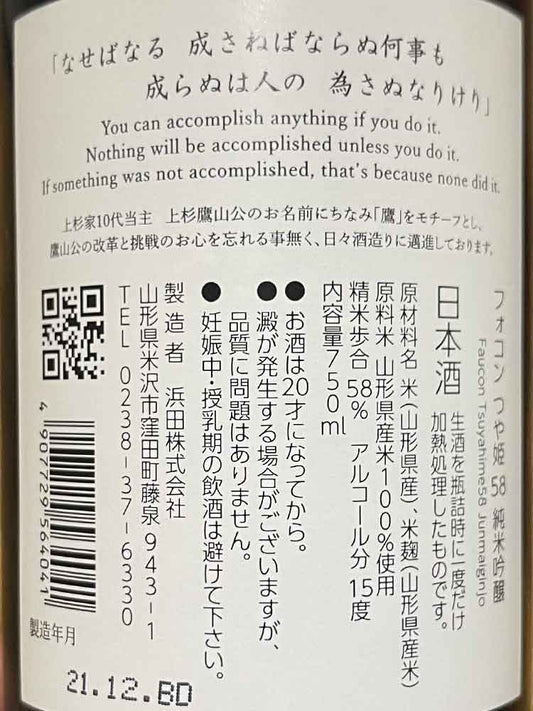 「なせばなる 成さねばならぬ何事も
成らぬは人の 為さぬなりけり」
You can accomplish anything if you do it.
Nothing will be accomplished unless you do it.
If something was not accomplished, that's because none did it.
上杉家10代当主 上杉鷹山公のお名前にちなみ「鷹」をモチーフとし、
鷹山公の改革と挑戦のお心を忘れる事無く、日々酒造りに邁進しております。
フォコン つや姫 58 純米吟醸
Faucon Tsuyahime58 Junmaiginjo
日本酒
生酒を瓶詰時に一度だけ
加熱処理したものです。
原材料名 米(山形県産)、米麹(山形県産米)
原料米 山形県産米100%使用
精米歩合 58% アルコール分 15度
内容量750ml
● お酒は20才になってから。
● 澱が発生する場合がございますが、
品質に問題はありません。
● 妊娠中・授乳期の飲酒は避けて下さい。
製造者 浜田株式会社
山形県米沢市窪田町藤泉943-1
TEL 0238-37 6330
4 907729 564041
製造年月
21.12.BD